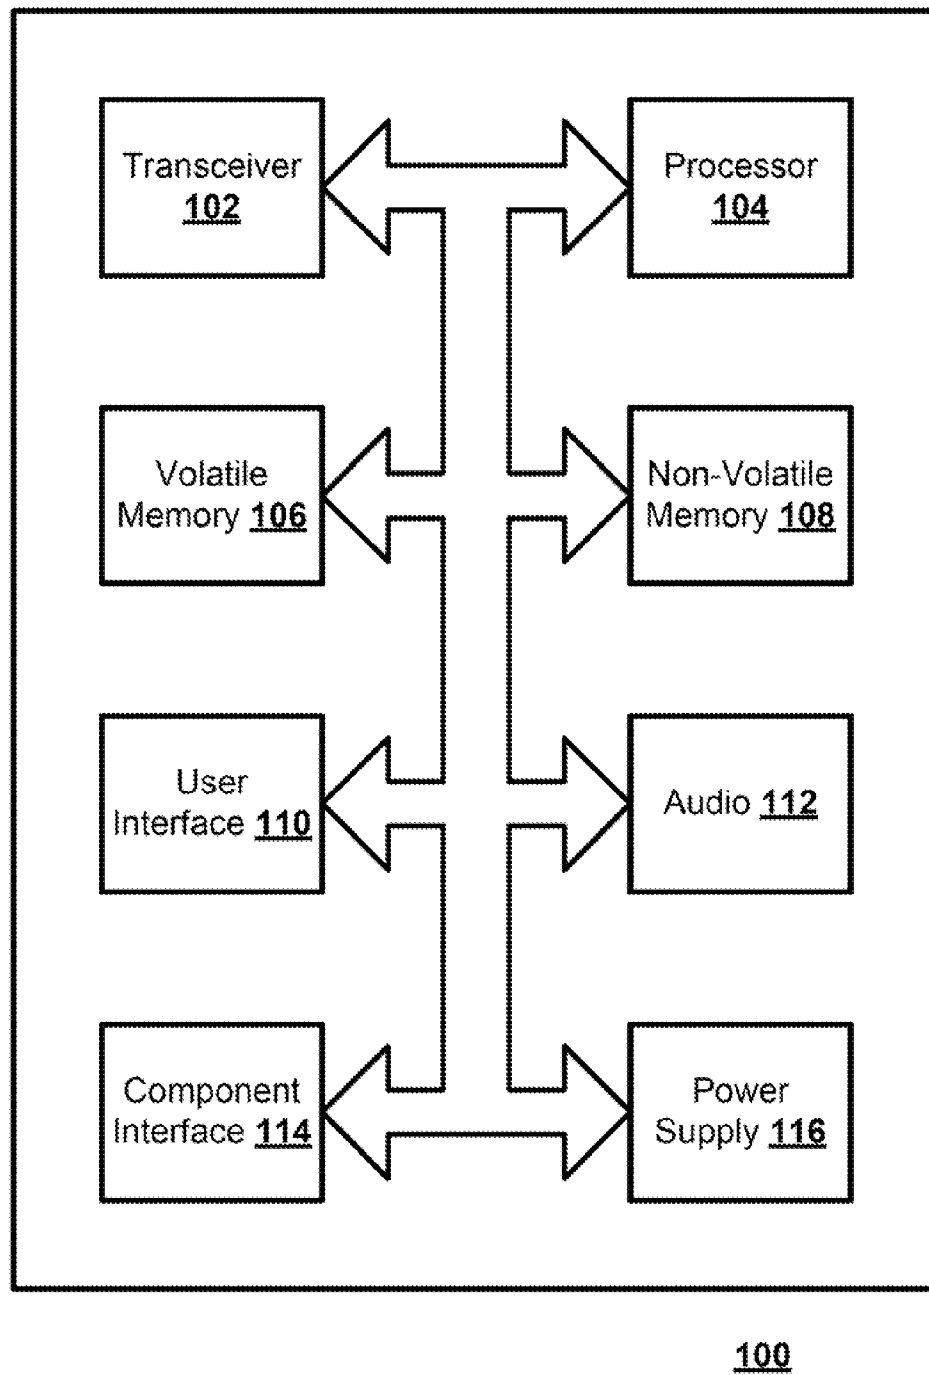 Transceiver
102
Processor
104
Volatile
Memory 106
Non-Volatile
Memory 108
User
Interface 110
Audio 112
Component
Interface 114
Power
Supply 116
100